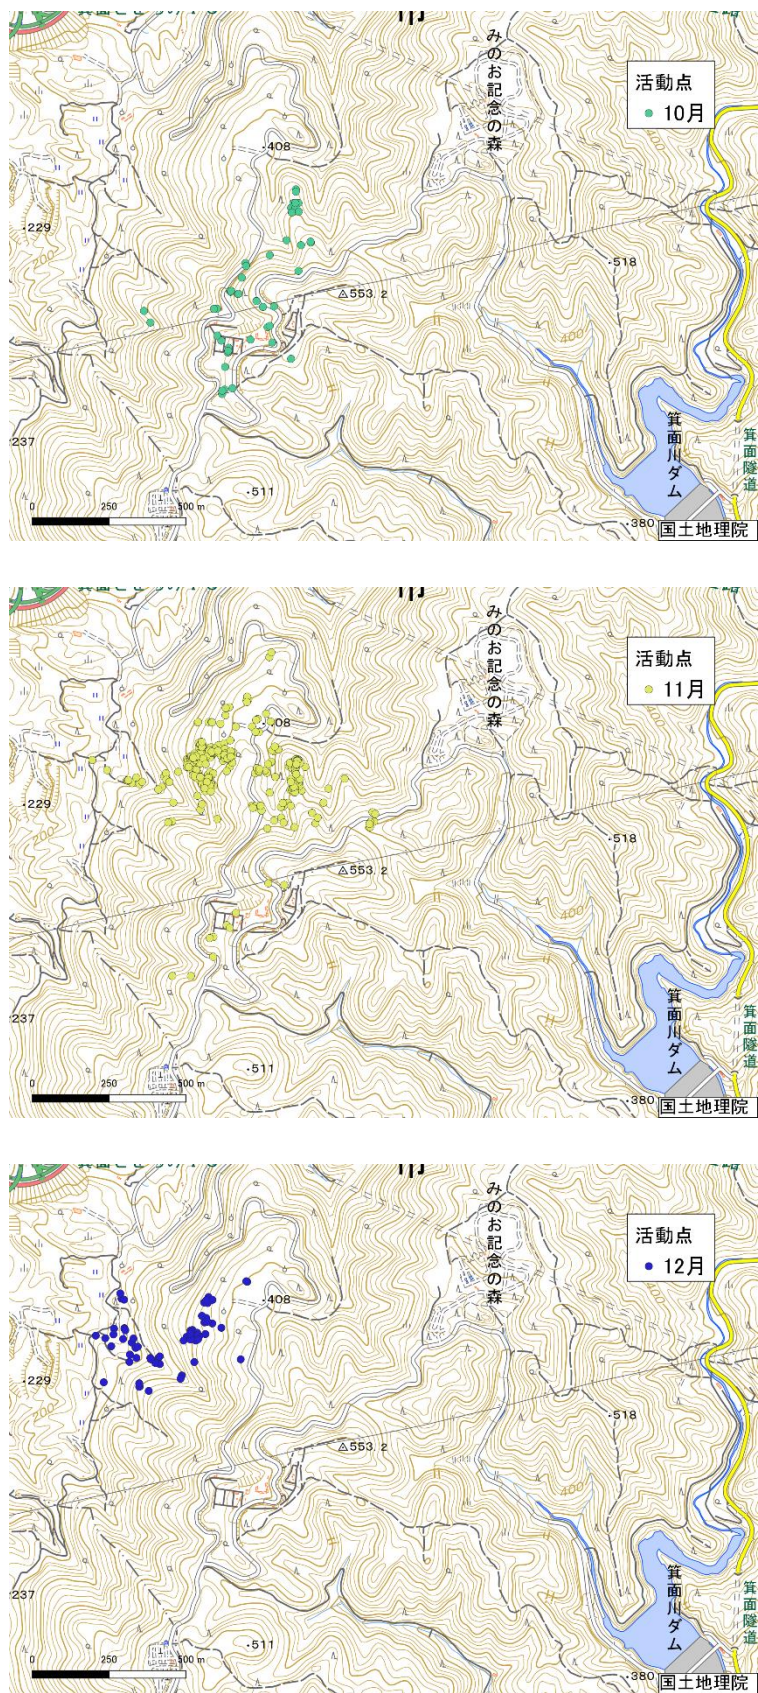 みのお記念の森
活動点
10月
・408
・229
200
400
・518
△553.2
400
237
・511
箕面川ダム
箕面隧道
0 250 500 m
・380
国土地理院
みのお記念の森
活動点
11月
408
・229
200
400
・518
△553.2
400
237
・511
箕面川ダム
箕面隧道
0 250 500 m
・380
国土地理院
みのお記念の森
活動点
12月
・408
・229
200
400
・518
△553.2
400
237
・511
箕面川ダム
箕面隧道
0 250 500 m
・380
国土地理院